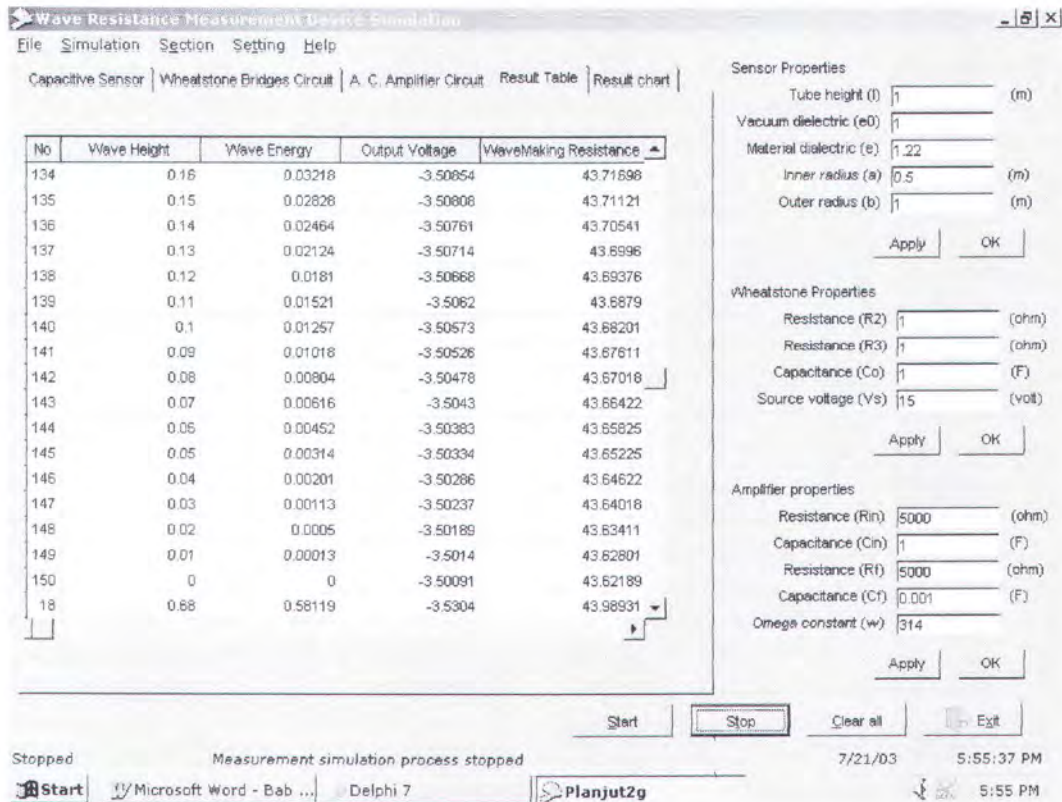 Wave Resistance Measurement Device Simulation
File Simulation Section Setting Help
Capacitive Sensor Wheatstone Bridges Circuit A. C. Amplifier Circuit Result Table Result chart
No Wave Height Wave Energy Output Voltage WaveMaking Resistance
134 0.16 0.03218 -3.50854 43.71698
135 0.15 0.02828 -3.50808 43.71121
136 0.14 0.02464 -3.50761 43.70541
137 0.13 0.02124 -3.50714 43.6996
138 0.12 0.0181 -3.50668 43.69376
139 0.11 0.01521 -3.5062 43.6879
140 0.1 0.01257 -3.50573 43.68201
141 0.09 0.01018 -3.50526 43.67611
142 0.08 0.00804 -3.50478 43.67018
143 0.07 0.00616 -3.5043 43.66422
144 0.06 0.00452 -3.50383 43.65825
145 0.05 0.00314 -3.50334 43.65225
146 0.04 0.00201 -3.50286 43.64622
147 0.03 0.00113 -3.50237 43.64018
148 0.02 0.0005 -3.50189 43.63411
149 0.01 0.00013 -3.5014 43.62801
150 0 0 -3.50091 43.62189
18 0.68 0.58119 -3.5304 43.98931
Sensor Properties
Tube height (l) 1 (m)
Vacuum dielectric (e0) 1
Material dielectric (e) 1.22
Inner radius (a) 0.5 (m)
Outer radius (b) 1 (m)
Apply OK
Wheatstone Properties
Resistance (R2) 1 (ohm)
Resistance (R3) 1 (ohm)
Capacitance (Co) 1 (F)
Source voltage (Vs) 15 (volt)
Apply OK
Amplifier properties
Resistance (Rin) 5000 (ohm)
Capacitance (Cin) 1 (F)
Resistance (Rf) 5000 (ohm)
Capacitance (Cf) 0.001 (F)
Omega constant (w) 314
Apply OK
Start Stop Clear all Exit
Stopped Measurement simulation process stopped 7/21/03 5:55:37 PM
Start Microsoft Word - Bab ... Delphi 7 Planjut2g 5:55 PM